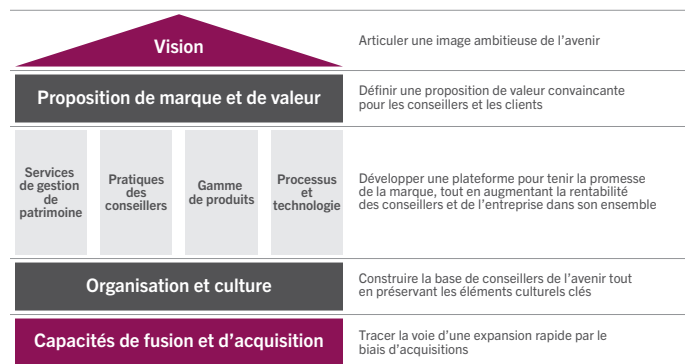 Vision
Articuler une image ambitieuse de l’avenir
Proposition de marque et de valeur
Définir une proposition de valeur convaincante
pour les conseillers et les clients
Services
de gestion
de
patrimoine
Pratiques
des
conseillers
Gamme
de produits
Processus
et
technologie
Développer une plateforme pour tenir la promesse
de la marque, tout en augmentant la rentabilité
des conseillers et de l’entreprise dans son ensemble
Organisation et culture
Construire la base de conseillers de l’avenir tout
en préservant les éléments culturels clés
Capacités de fusion et d’acquisition
Tracer la voie d’une expansion rapide par le
biais d’acquisitions